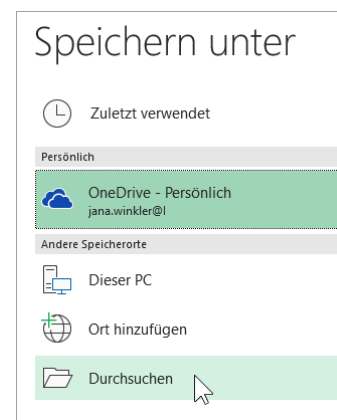 Speichern unter
Zuletzt verwendet
Persönlich
OneDrive - Persönlich
jana.winkler@l
Andere Speicherorte
Dieser PC
Ort hinzufügen
Durchsuchen